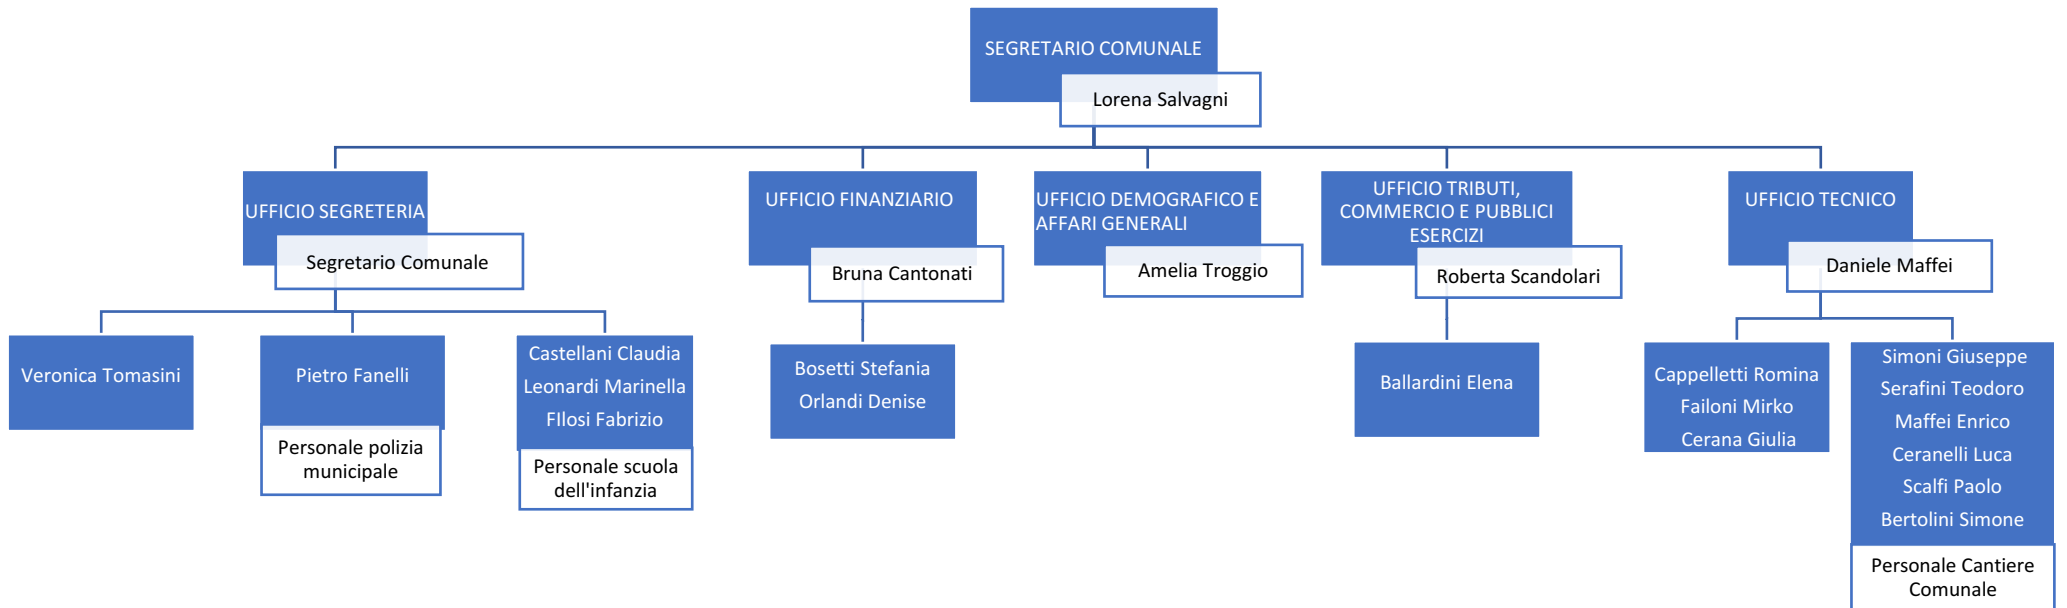 SEGRETARIO COMUNALE
Lorena Salvagni
UFFICIO SEGRETERIA
Segretario Comunale
UFFICIO FINANZIARIO
Bruna Cantonati
UFFICIO DEMOGRAFICO E
AFFARI GENERALI
Amelia Troggio
UFFICIO TRIBUTI,
COMMERCIO E PUBBLICI
ESERCIZI
Roberta Scandolari
UFFICIO TECNICO
Daniele Maffei
Veronica Tomasini
Pietro Fanelli
Personale polizia
municipale
Castellani Claudia
Leonardi Marinella
FIlosi Fabrizio
Personale scuola
dell'infanzia
Bosetti Stefania
Orlandi Denise
Ballardini Elena
Cappelletti Romina
Failoni Mirko
Cerana Giulia
Simoni Giuseppe
Serafini Teodoro
Maffei Enrico
Ceranelli Luca
Scalfi Paolo
Bertolini Simone
Personale Cantiere
Comunale